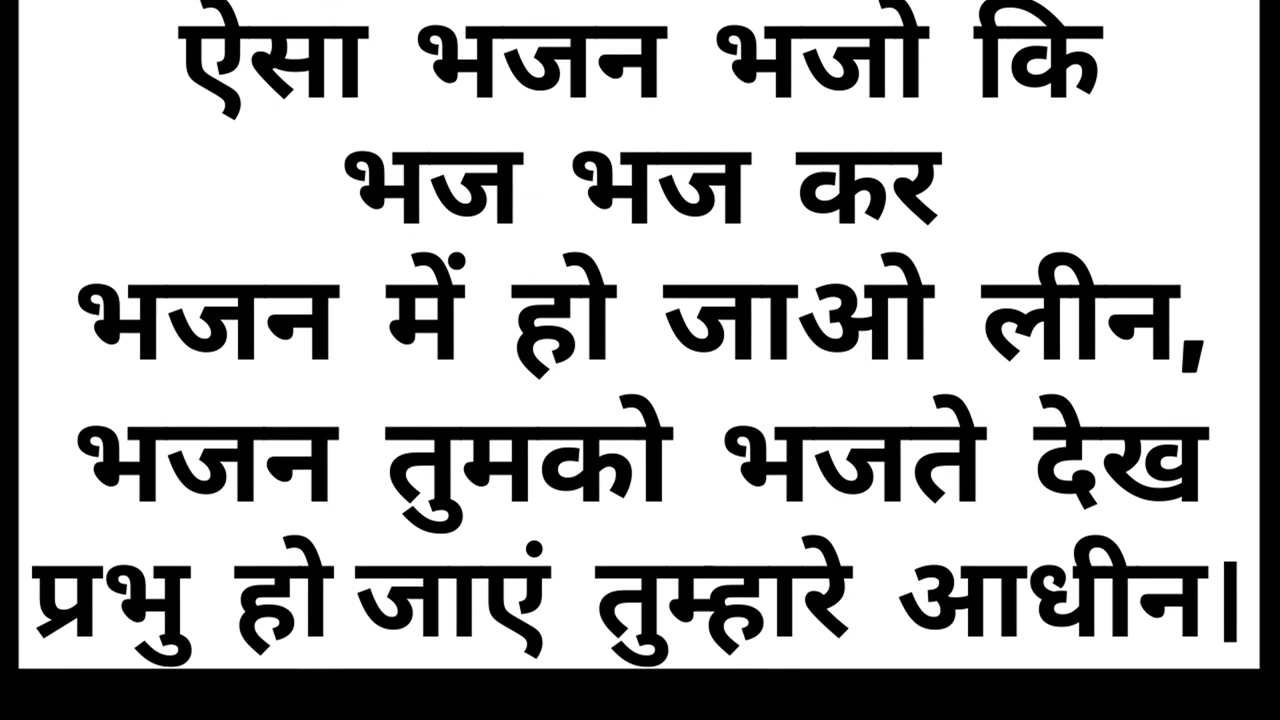 ऐसा भजन भजो कि
भज भज कर
भजन में हो जाओ लीन,
भजन तुमको भजते देख
प्रभु हो जाएं तुम्हारे आधीन।